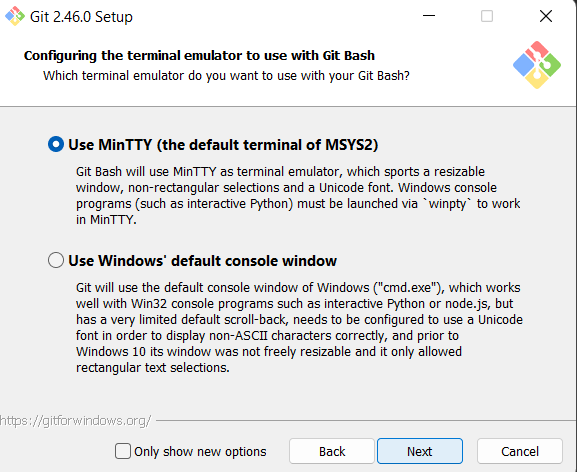 Git 2.46.0 Setup
Configuring the terminal emulator to use with Git Bash
Which terminal emulator do you want to use with your Git Bash?
Use MinTTY (the default terminal of MSYS2)
Git Bash will use MinTTY as terminal emulator, which sports a resizable
window, non-rectangular selections and a Unicode font. Windows console
programs (such as interactive Python) must be launched via `winpty` to work
in MinTTY.
Use Windows' default console window
Git will use the default console window of Windows ("cmd.exe"), which works
well with Win32 console programs such as interactive Python or node.js, but
has a very limited default scroll-back, needs to be configured to use a Unicode
font in order to display non-ASCII characters correctly, and prior to
Windows 10 its window was not freely resizable and it only allowed
rectangular text selections.
https://gitforwindows.org/
Only show new options
Back
Next
Cancel